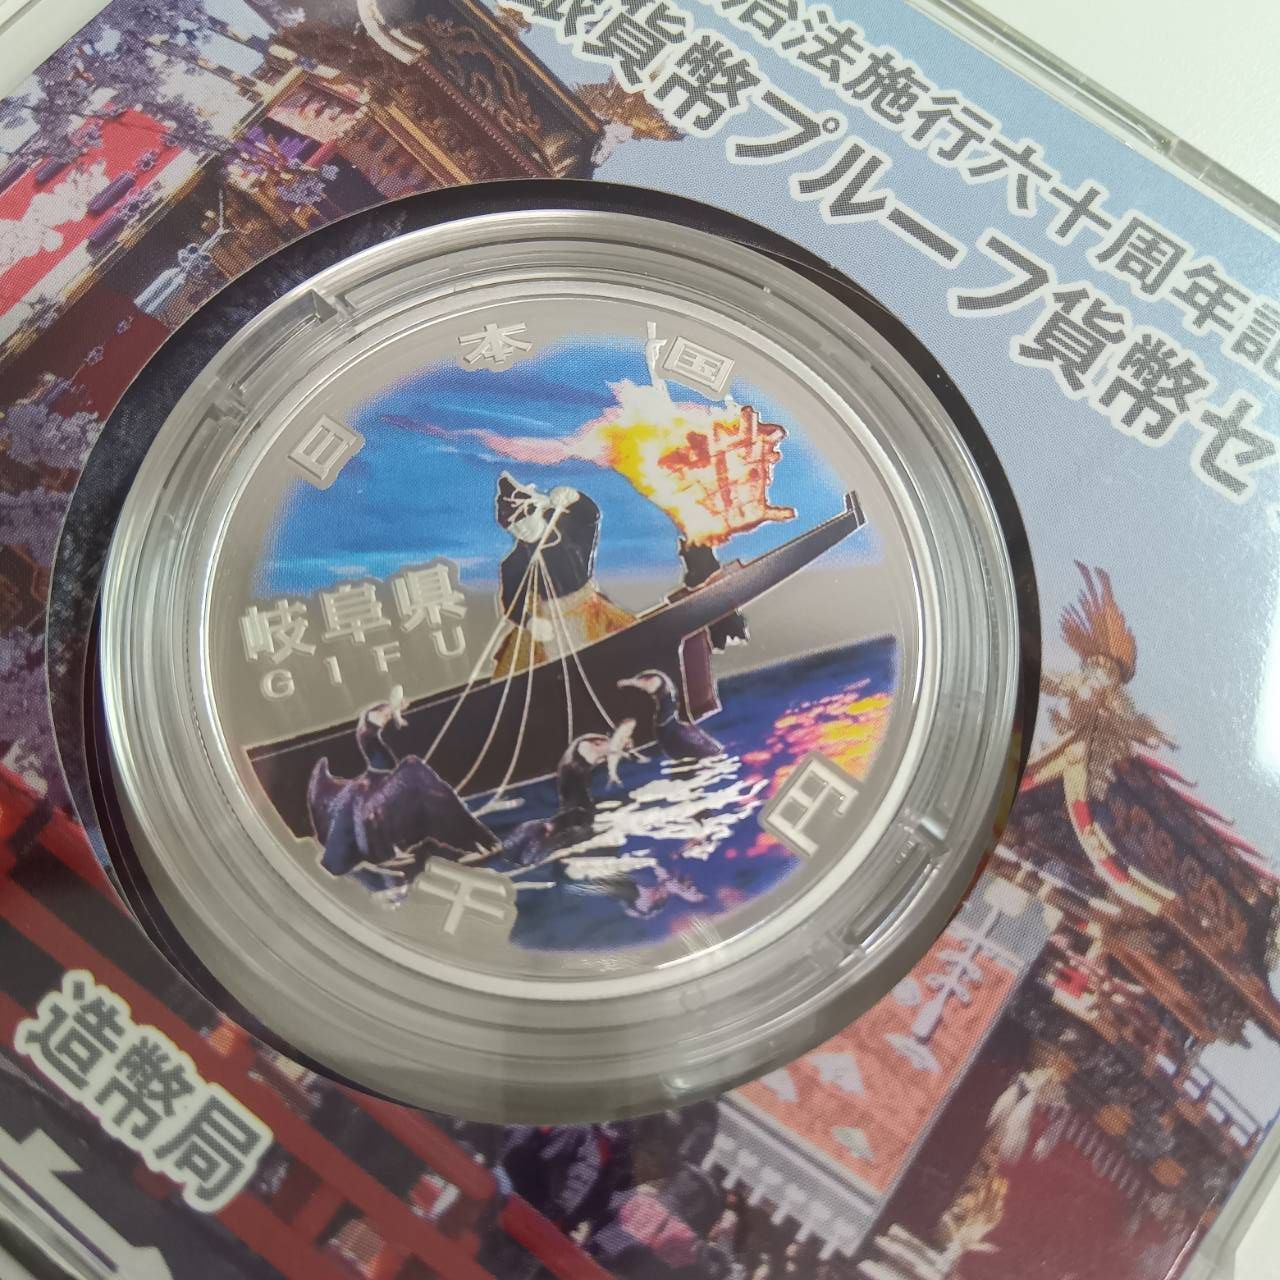 治法施行六十周年記
銀貨幣プルーフ貨幣セ
日本国
岐阜県
GIFU
千円
造幣局